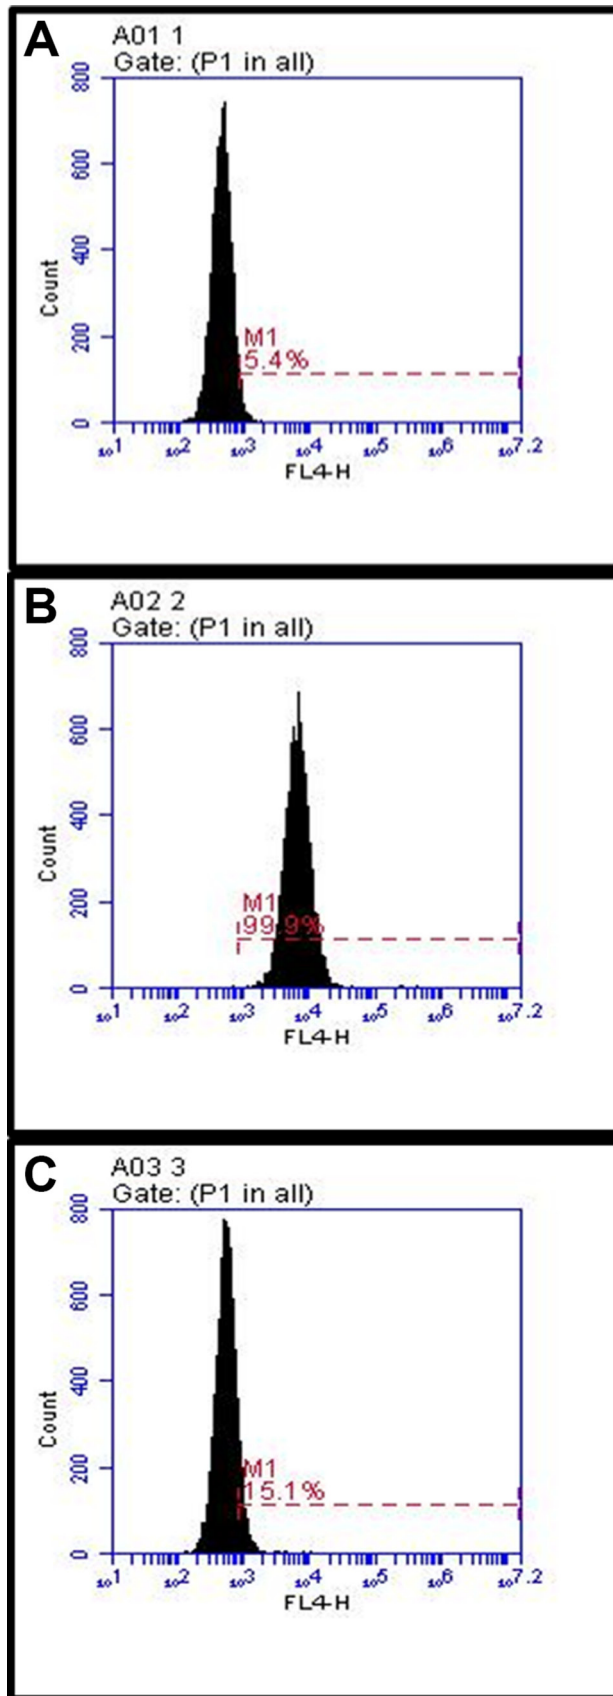 A
A01 1
Gate: (P1 in all)
800
600
400
200
0
Count
M1
5.4%
10^1 10^2 10^3 10^4 10^5 10^6 10^7.2
FL4-H
B
A02 2
Gate: (P1 in all)
800
600
400
200
0
Count
M1
99.9%
10^1 10^2 10^3 10^4 10^5 10^6 10^7.2
FL4-H
C
A03 3
Gate: (P1 in all)
800
600
400
200
0
Count
M1
15.1%
10^1 10^2 10^3 10^4 10^5 10^6 10^7.2
FL4-H